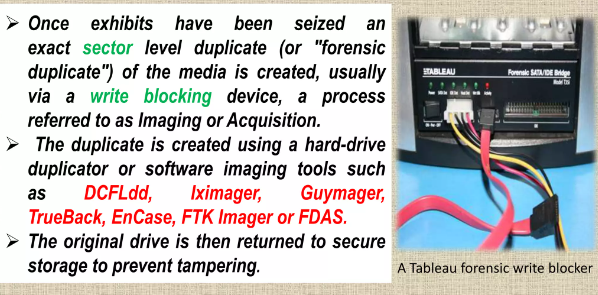 ➢ Once exhibits have been seized an
exact sector level duplicate (or "forensic
duplicate") of the media is created, usually
via a write blocking device, a process
referred to as Imaging or Acquisition.
➢ The duplicate is created using a hard-drive
duplicator or software imaging tools such
as DCFLdd, IXimager, Guymager,
TrueBack, EnCase, FTK Imager or FDAS.
➢ The original drive is then returned to secure
storage to prevent tampering.
TABLEAU
Forensic SATA/IDE Bridge
A Tableau forensic write blocker